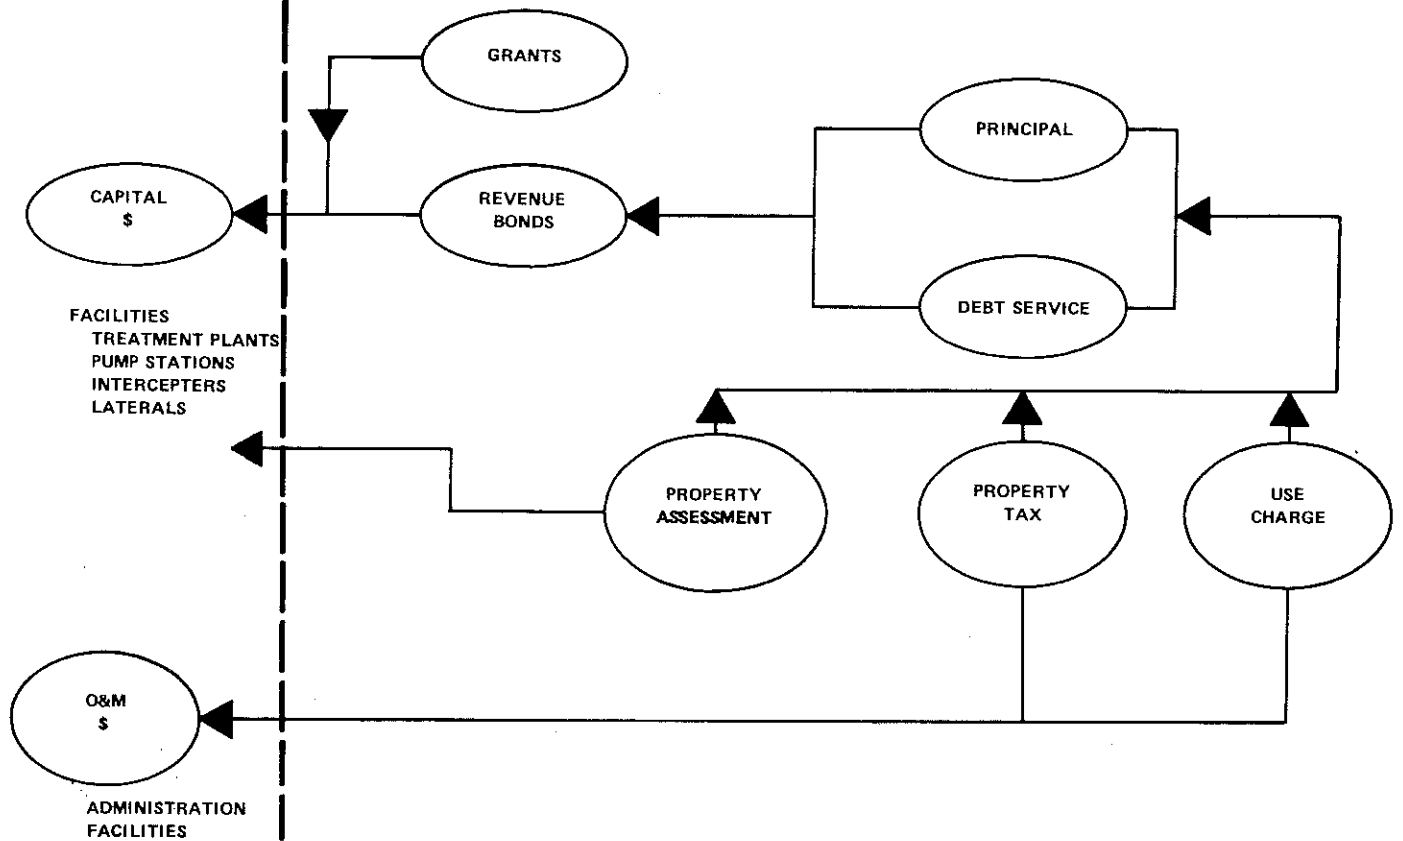 GRANTS
PRINCIPAL
CAPITAL
$
REVENUE
BONDS
DEBT SERVICE
FACILITIES
TREATMENT PLANTS
PUMP STATIONS
INTERCEPTERS
LATERALS
PROPERTY
ASSESSMENT
PROPERTY
TAX
USE
CHARGE
O&M
$
ADMINISTRATION
FACILITIES